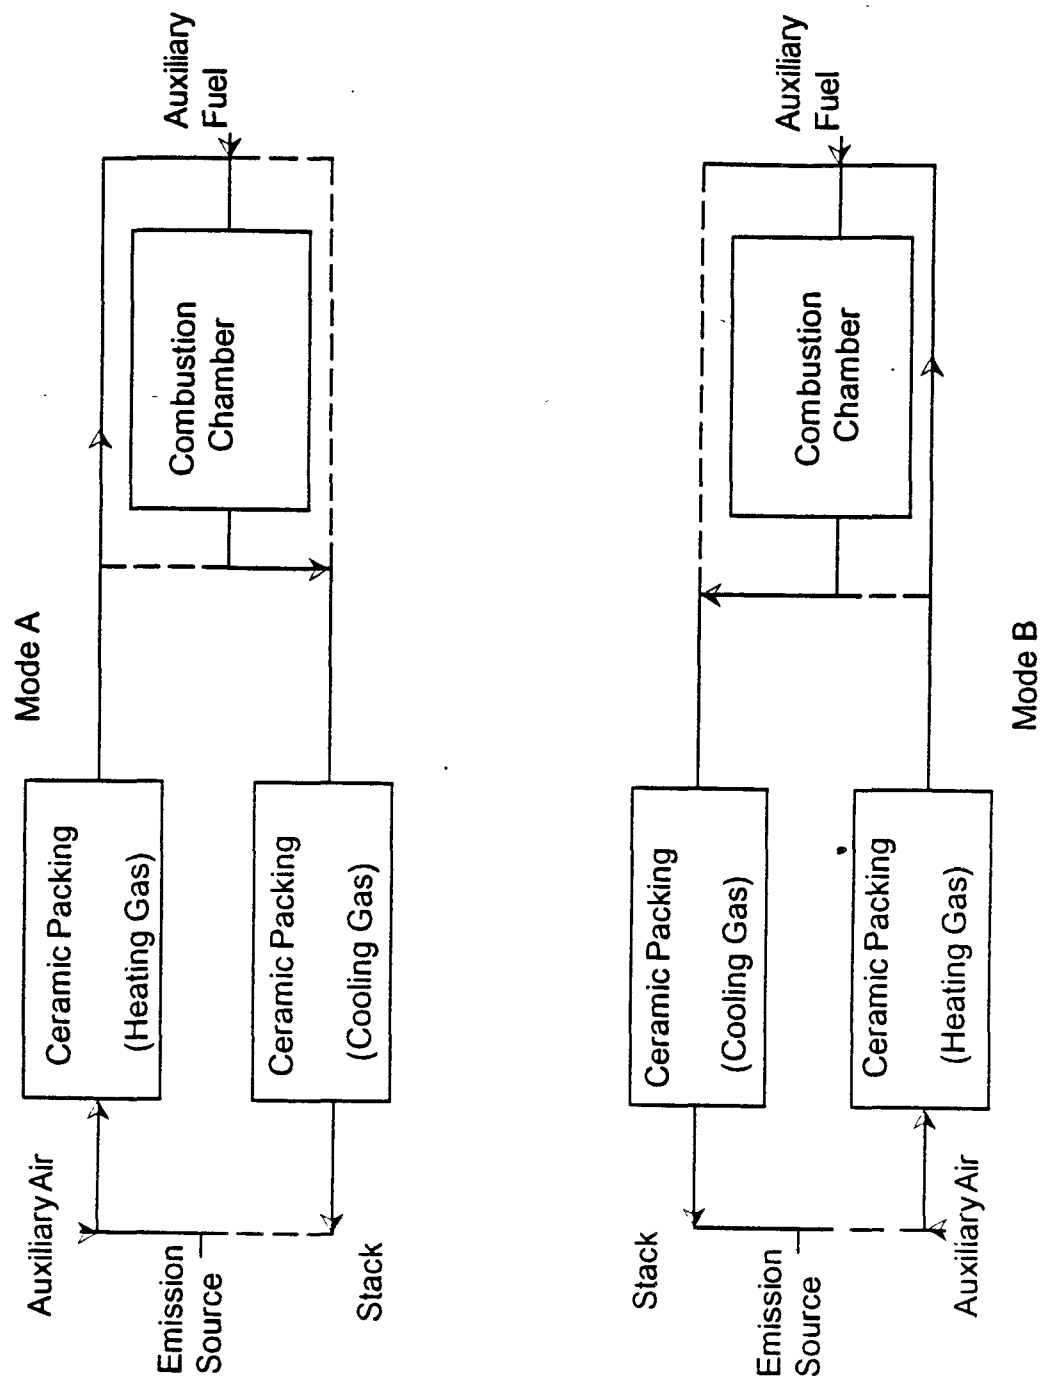 Mode A
Auxiliary Air
Emission
Source
Stack
Ceramic Packing
(Heating Gas)
Ceramic Packing
(Cooling Gas)
Combustion
Chamber
Auxiliary
Fuel
Stack
Emission
Source
Auxiliary Air
Ceramic Packing
(Cooling Gas)
Ceramic Packing
(Heating Gas)
Combustion
Chamber
Auxiliary
Fuel
Mode B